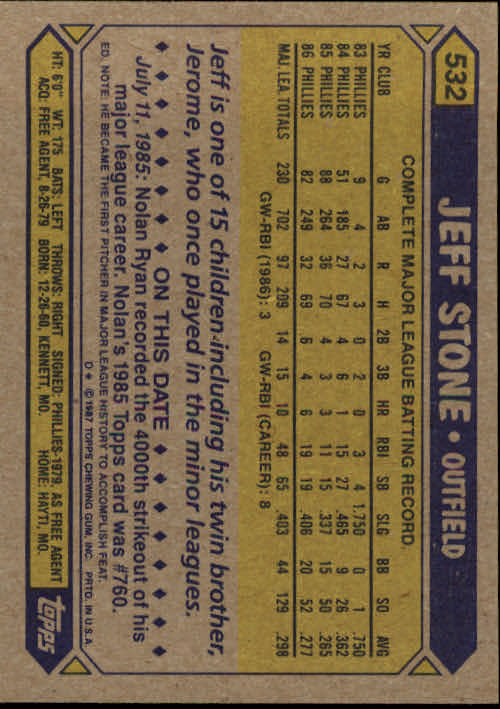 532 JEFF STONE • OUTFIELD
COMPLETE MAJOR LEAGUE BATTING RECORD
YR CLUB G AB R H 2B 3B HR RBI SB SLG BB SO AVG
83 PHILLIES 9 4 2 3 0 2 0 3 4 1.750 0 1 .750
84 PHILLIES 51 185 27 67 4 6 1 15 27 .465 9 26 .362
85 PHILLIES 88 264 36 70 4 3 3 11 15 .337 15 50 .265
86 PHILLIES 82 249 32 69 6 4 6 19 19 .406 20 52 .277
MAJ. LEA. TOTALS 230 702 97 209 14 15 10 48 65 .403 44 129 .298
GW-RBI (1986): 3 GW-RBI (CAREER): 8
Jeff is one of 15 children-including his twin brother,
Jerome, who once played in the minor leagues.
ON THIS DATE
July 11, 1985: Nolan Ryan recorded the 4000th strikeout of his
major league career. Nolan's 1985 Topps card was #760.
ED. NOTE: HE BECAME THE FIRST PITCHER IN MAJOR LEAGUE HISTORY TO ACCOMPLISH FEAT.
D* © 1987 TOPPS CHEWING GUM, INC. PRTD. IN U.S.A.
HT: 6'0" WT: 175 BATS: LEFT THROWS: RIGHT SIGNED: PHILLIES-1979, AS FREE AGENT
ACQ: FREE AGENT, 8-26-79 BORN: 12-26-60, KENNETT, MO. HOME: HAYTI, MO.
topps